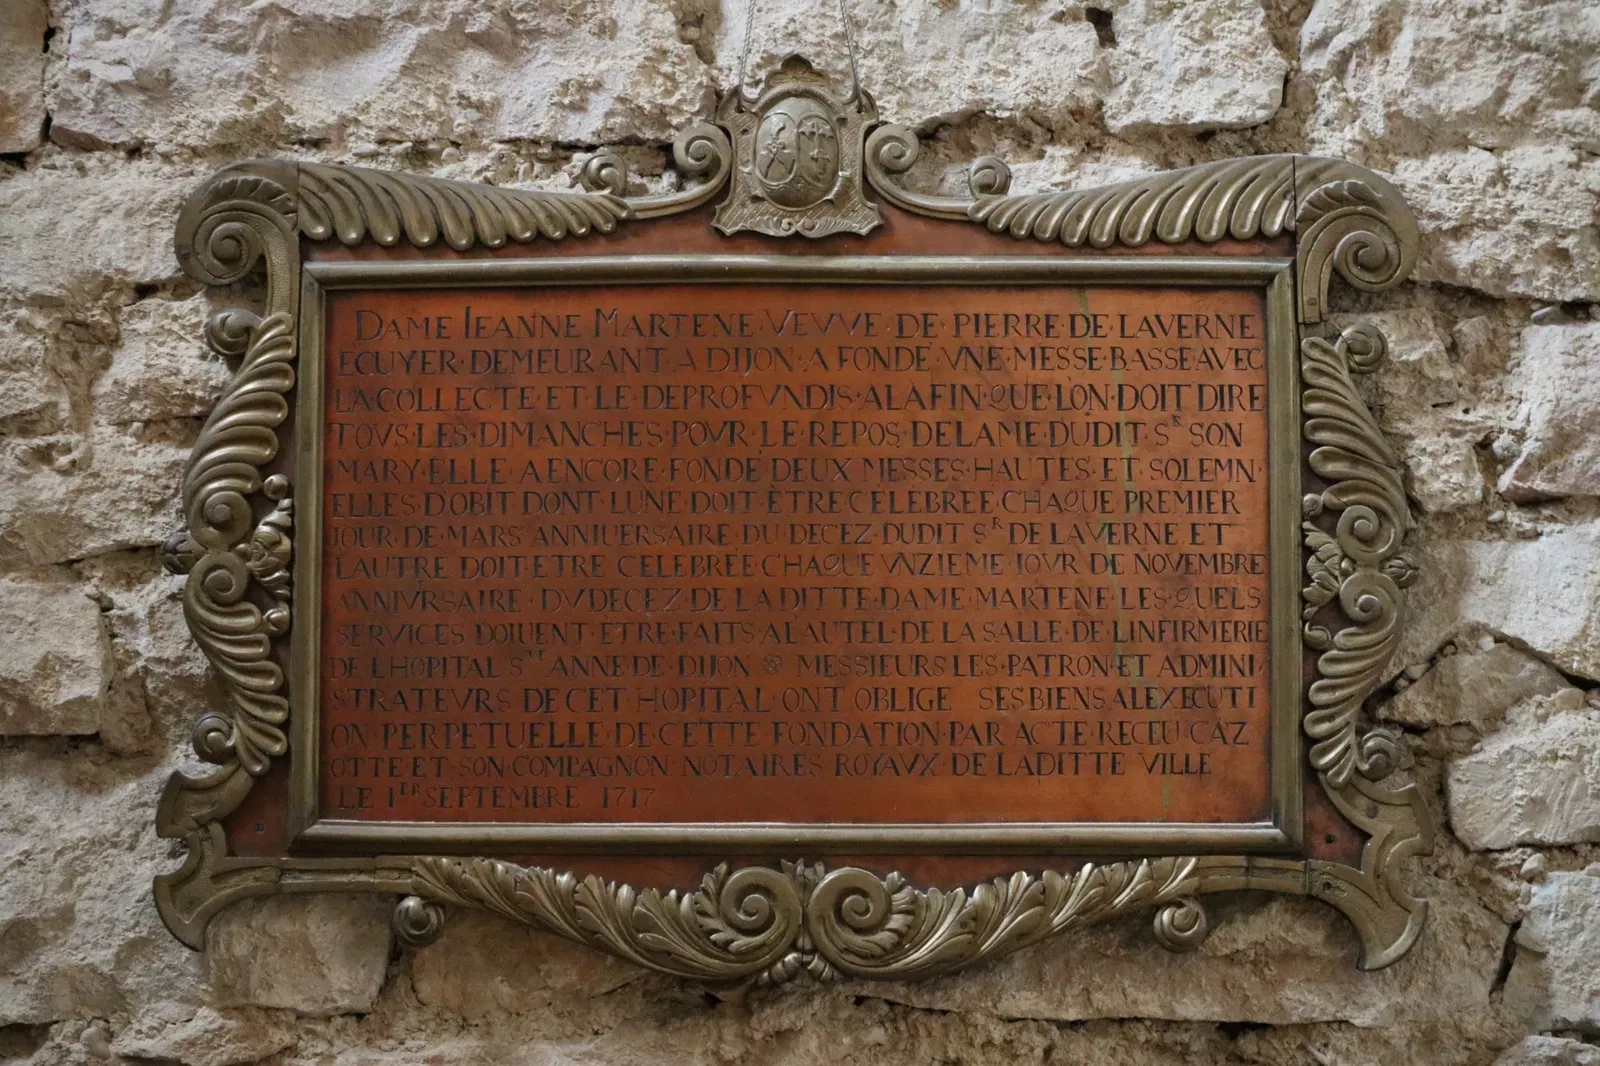 DAME IEANNE MARTENE·VEVVE·DE·PIERRE·DE·LAVERNE
ECUYER·DEMEURANT·A DIJON·A FONDE VNE·MESSE·BASSE AVEC
LA·COLLECTE·ET·LE·DEPROFVNDIS·ALAFIN·QUE·LON·DOIT DIRE
TOVS·LES·DIMANCHES·POVR·LE REPOS·DELAME·DUDIT·SR SON
MARY·ELLE·AENCORE·FONDE DEUX MESSES·HAUTES·ET·SOLEMN·
ELLES·DOBIT DONT·LUNE·DOIT ÈTRE CELEBREE·CHAQUE PREMIER
JOUR·DE·MARS ANNIUERSAIRE DU DECEZ·DUDIT SR DE LAVERNE ET
LAUTRE DOIT·ETRE CELEBREE CHAQUE VNZIEME·IOVR DE NOVEMBRE
ANNIVRSAIRE·DVDECEZ·DE·LA DITTE·DAME·MARTENE·LES·QUELS
SERVICES DOIUENT·ETRE·FAITS·ALAUTEL·DE·LA SALLE·DE·LINFIRMERIE
DE LHOPITAL STE ANNE DE·DIJON MESSIEURS LES·PATRON·ET ADMINI·
STRATEVRS DE CET HOPITAL·ONT OBLIGE SES BIENS ALEXECUTI
ON·PERPETUELLE·DE CETTE·FONDATION·PAR ACTE RECEU·CAZ
OTTE·ET·SON·COMPAGNON NOTAIRES ROYAVX·DE LADITTE VILLE
LE 1ER SEPTEMBRE 1717